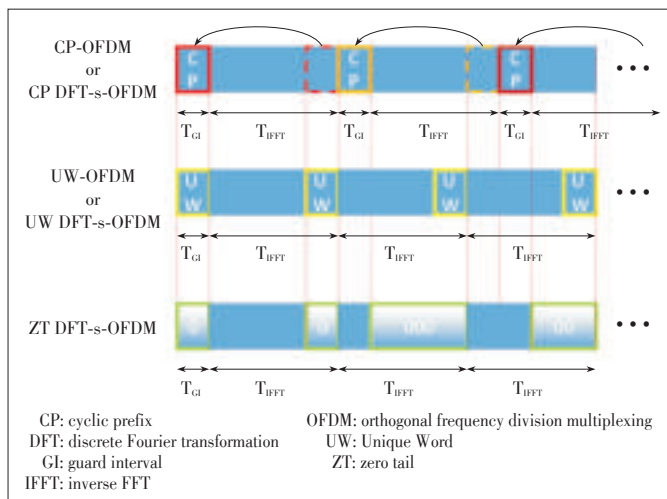 CP-OFDM
or
CP DFT-s-OFDM
C P
C P
C P
T_GI T_IFFT T_GI T_IFFT T_GI T_IFFT
UW-OFDM
or
UW DFT-s-OFDM
U W
U W
U W
U W
T_GI T_IFFT T_IFFT T_IFFT
ZT DFT-s-OFDM
T_GI T_IFFT T_IFFT T_IFFT
CP: cyclic prefix
DFT: discrete Fourier transformation
GI: guard interval
IFFT: inverse FFT
OFDM: orthogonal frequency division multiplexing
UW: Unique Word
ZT: zero tail